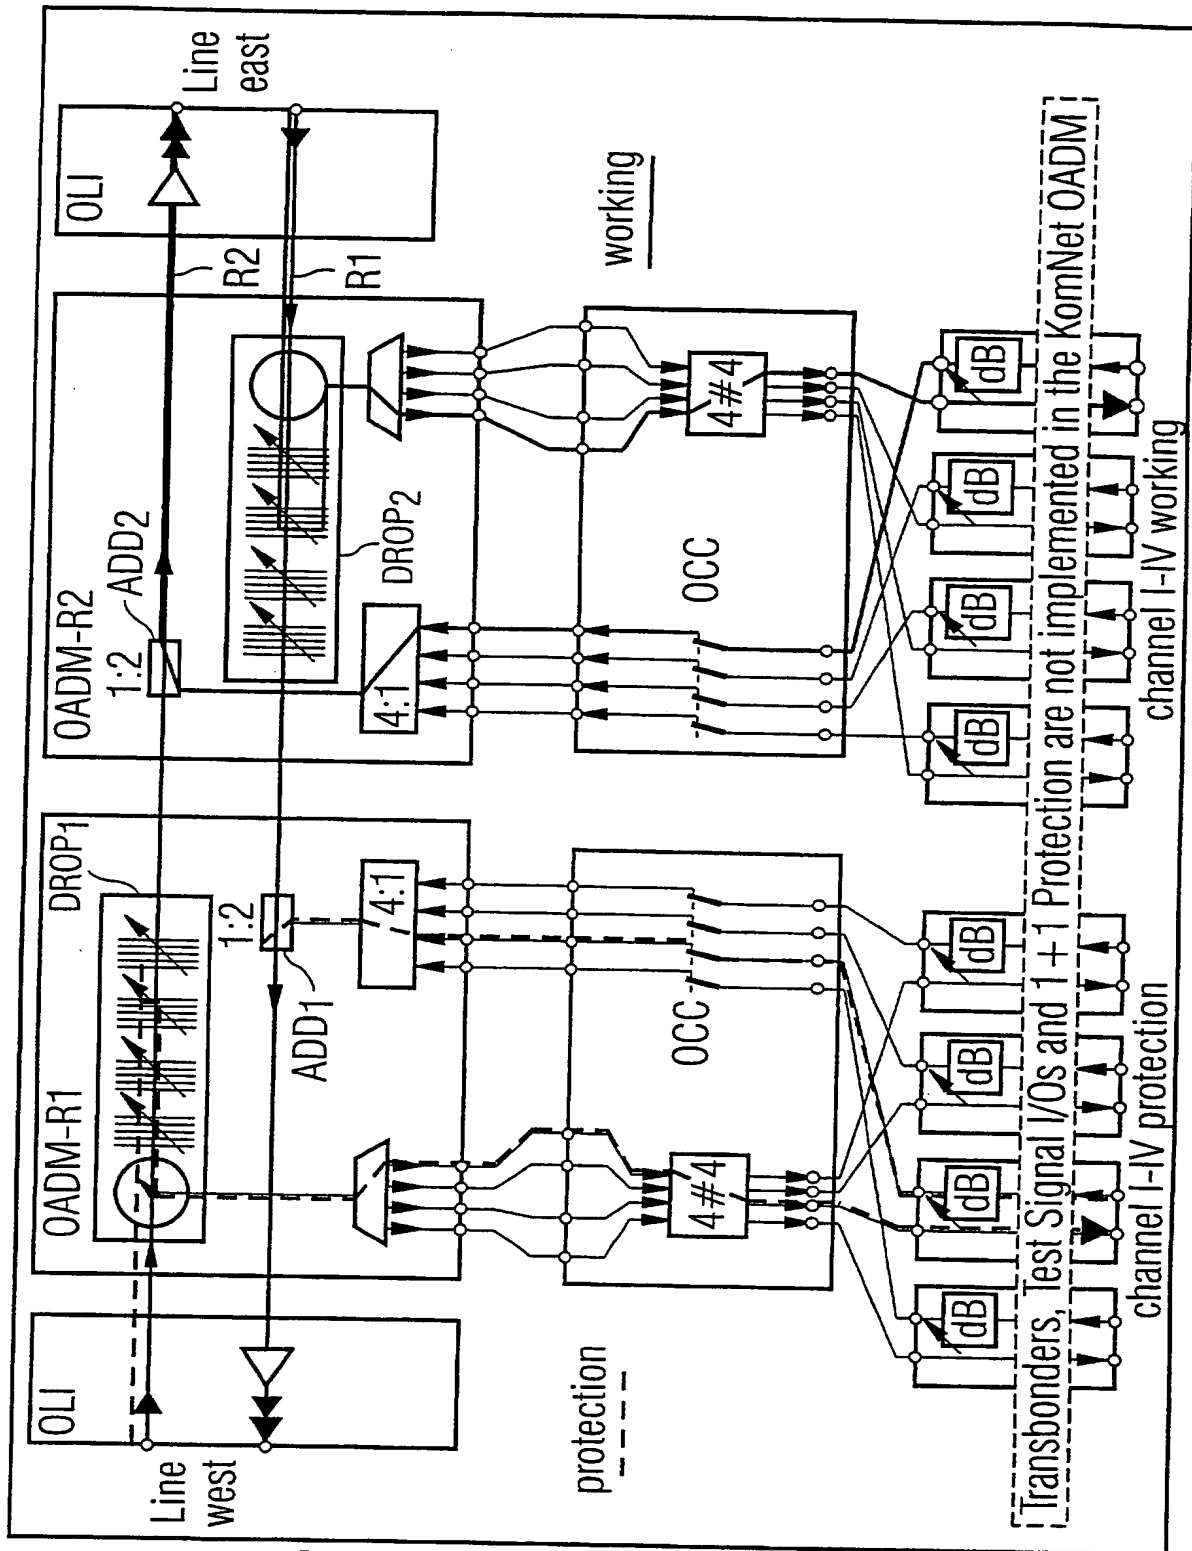 Line
east
OLI
R2
R1
working
OADM-R2
1:2
ADD2
DROP2
4:1
OCC
4#4
dB
dB
dB
dB
channel I-IV working
DROP1
OADM-R1
1:2
ADD1
4:1
OCC
4#4
dB
dB
dB
dB
channel I-IV protection
Transbonders, Test Signal I/Os and 1+1 Protection are not implemented in the KomNet OADM
OLI
Line
west
protection